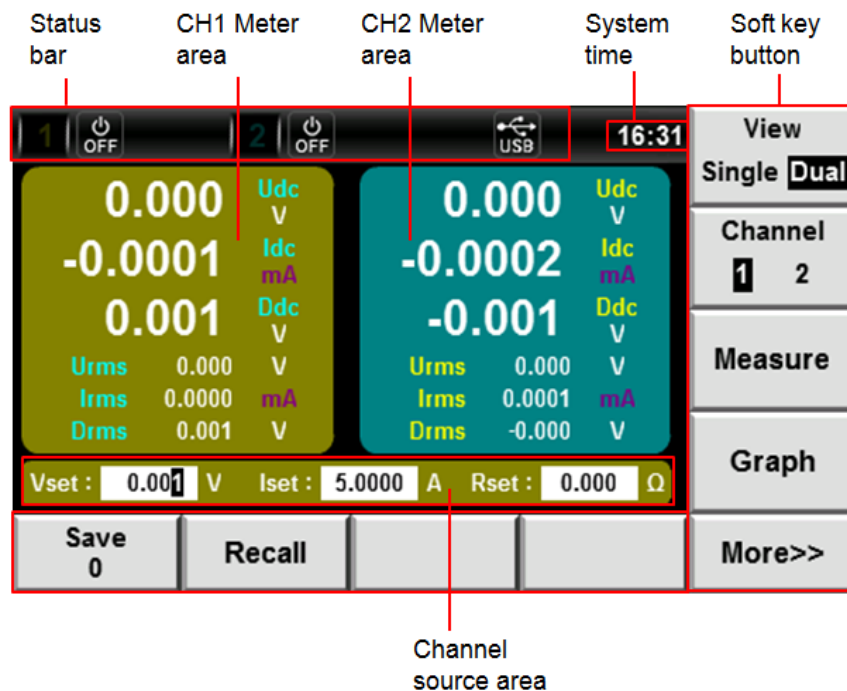 Status bar
CH1 Meter area
CH2 Meter area
System time
Soft key button
1 OFF
2 OFF
USB
16:31
View
Single Dual
0.000 Udc V
-0.0001 Idc mA
0.001 Ddc V
Urms 0.000 V
Irms 0.0000 mA
Drms 0.001 V
0.000 Udc V
-0.0002 Idc mA
-0.001 Ddc V
Urms 0.000 V
Irms 0.0001 mA
Drms -0.000 V
Channel
1 2
Measure
Graph
Vset : 0.001 V Iset : 5.0000 A Rset : 0.000 Ω
Save
0
Recall
More>>
Channel
source area